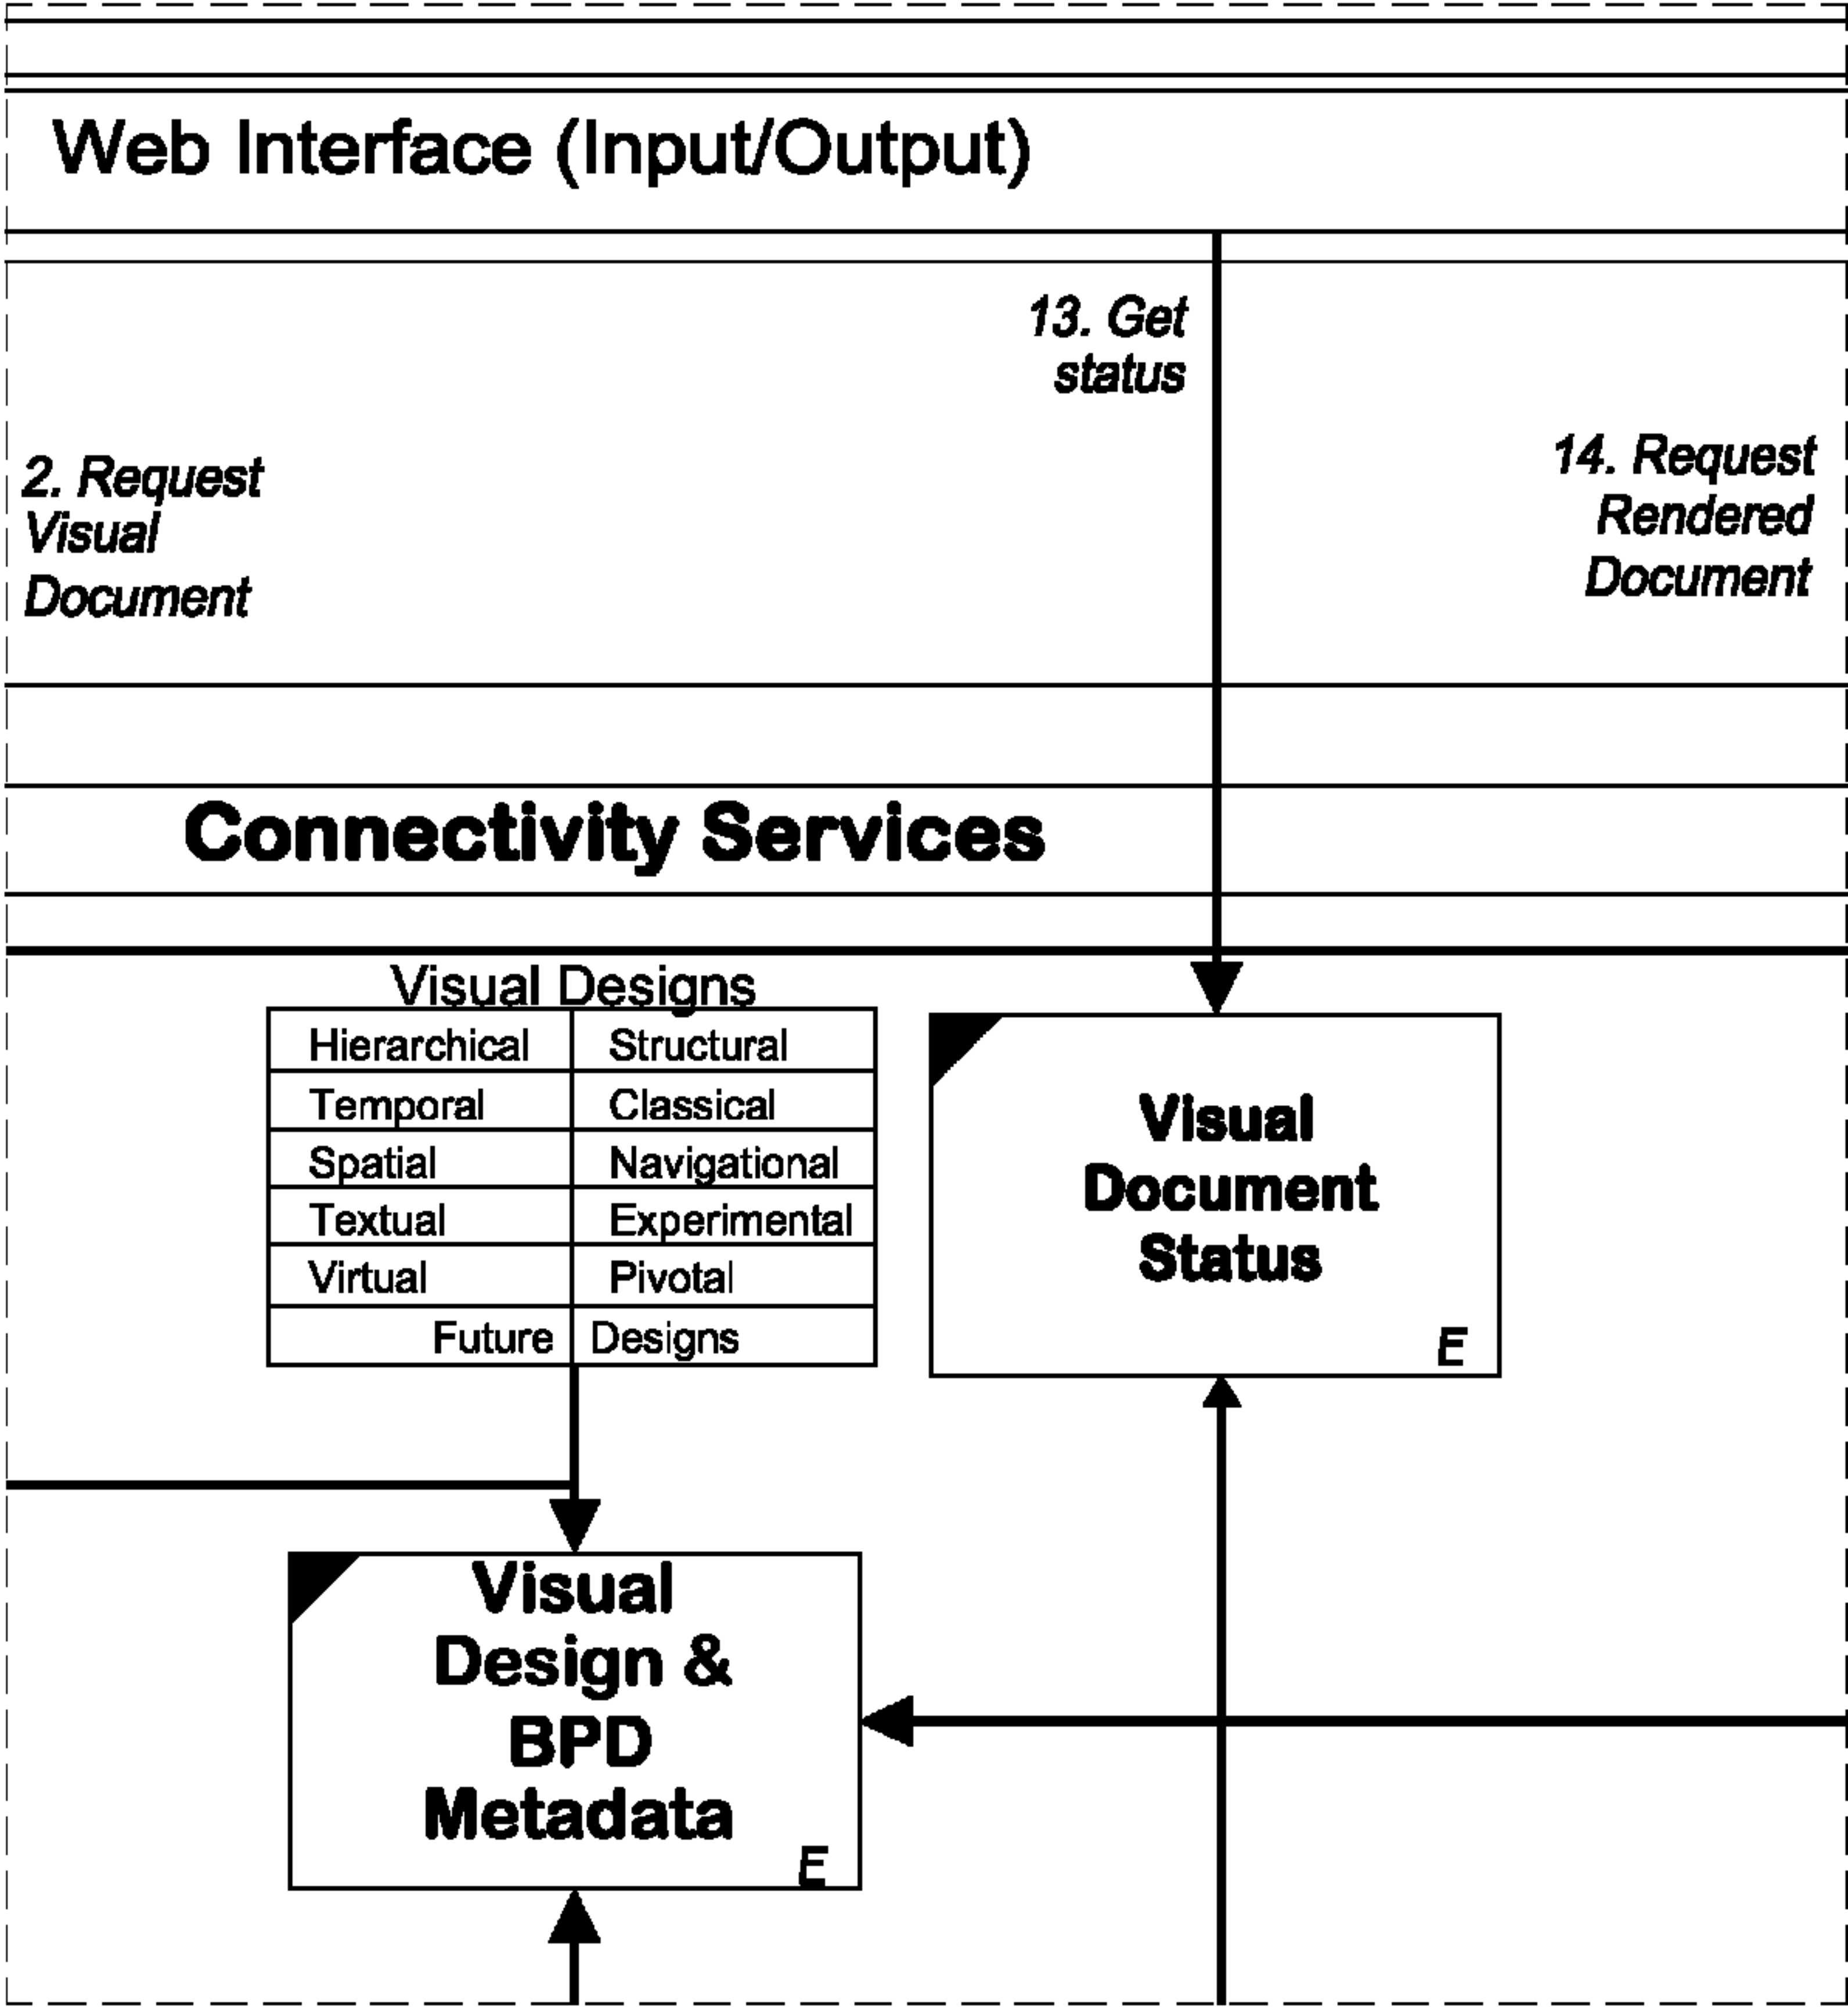 Web Interface (Input/Output)
13. Get
status
2. Request
Visual
Document
14. Request
Rendered
Document
Connectivity Services
Visual Designs
Hierarchical Structural
Temporal Classical
Spatial Navigational
Textual Experimental
Virtual Pivotal
Future Designs
Visual
Document
Status
E
Visual
Design &
BPD
Metadata
E